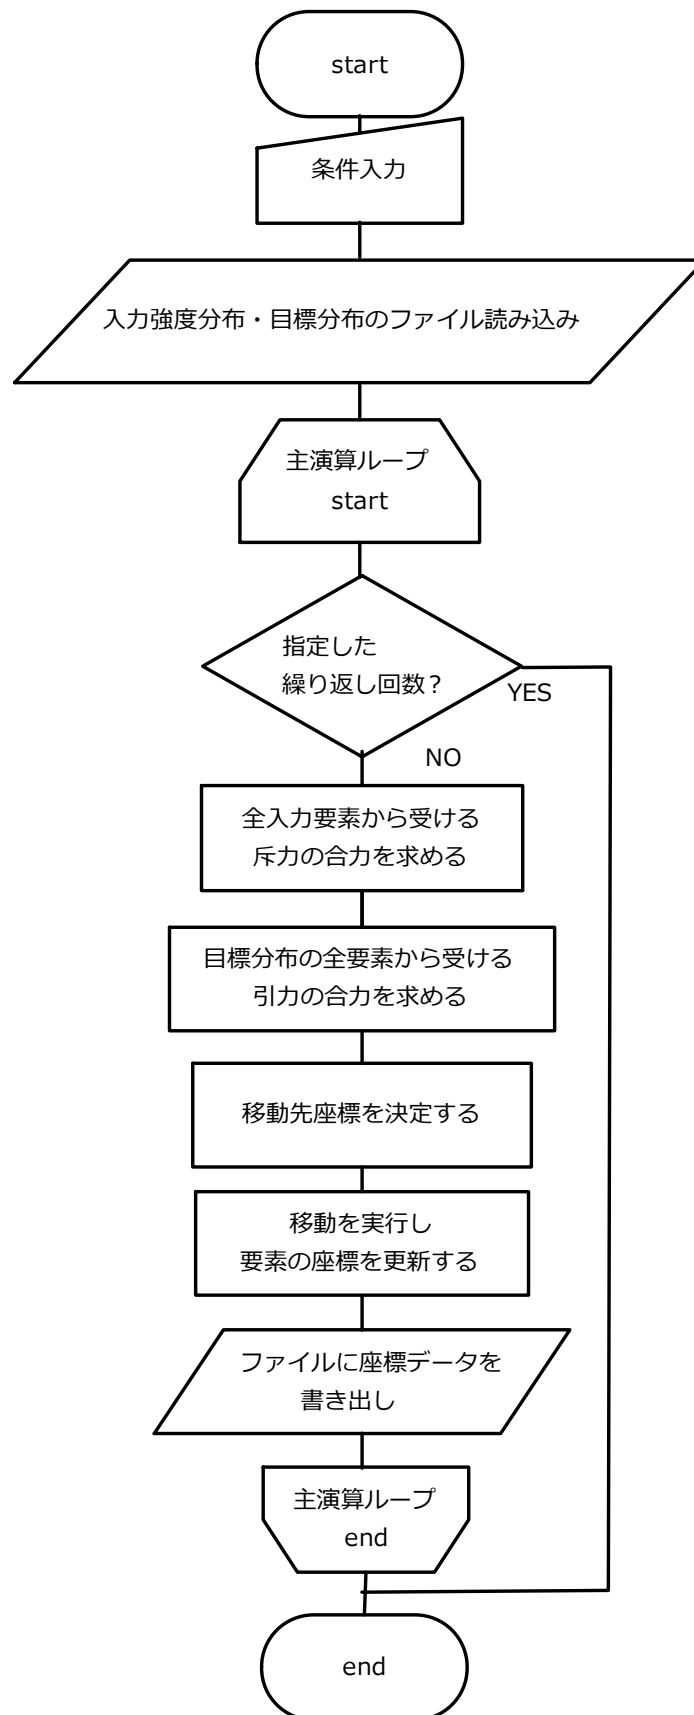 start
条件入力
入力強度分布・目標分布のファイル読み込み
主演算ループ
start
指定した
繰り返し回数？
YES
NO
全入力要素から受ける
斥力の合力を求める
目標分布の全要素から受ける
引力の合力を求める
移動先座標を決定する
移動を実行し
要素の座標を更新する
ファイルに座標データを
書き出し
主演算ループ
end
end